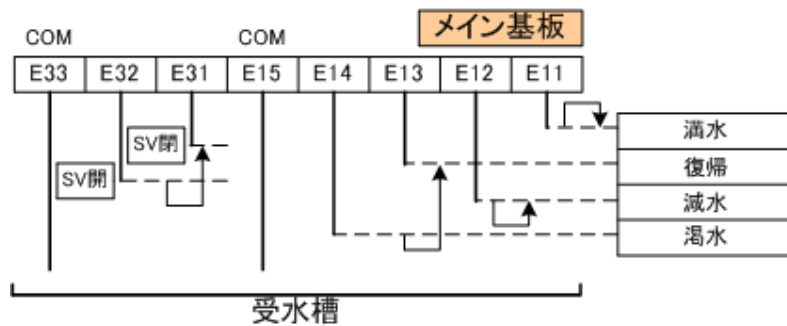 メイン基板
COM COM
E33 E32 E31 E15 E14 E13 E12 E11
満水
SV閉
復帰
SV開
減水
渇水
受水槽